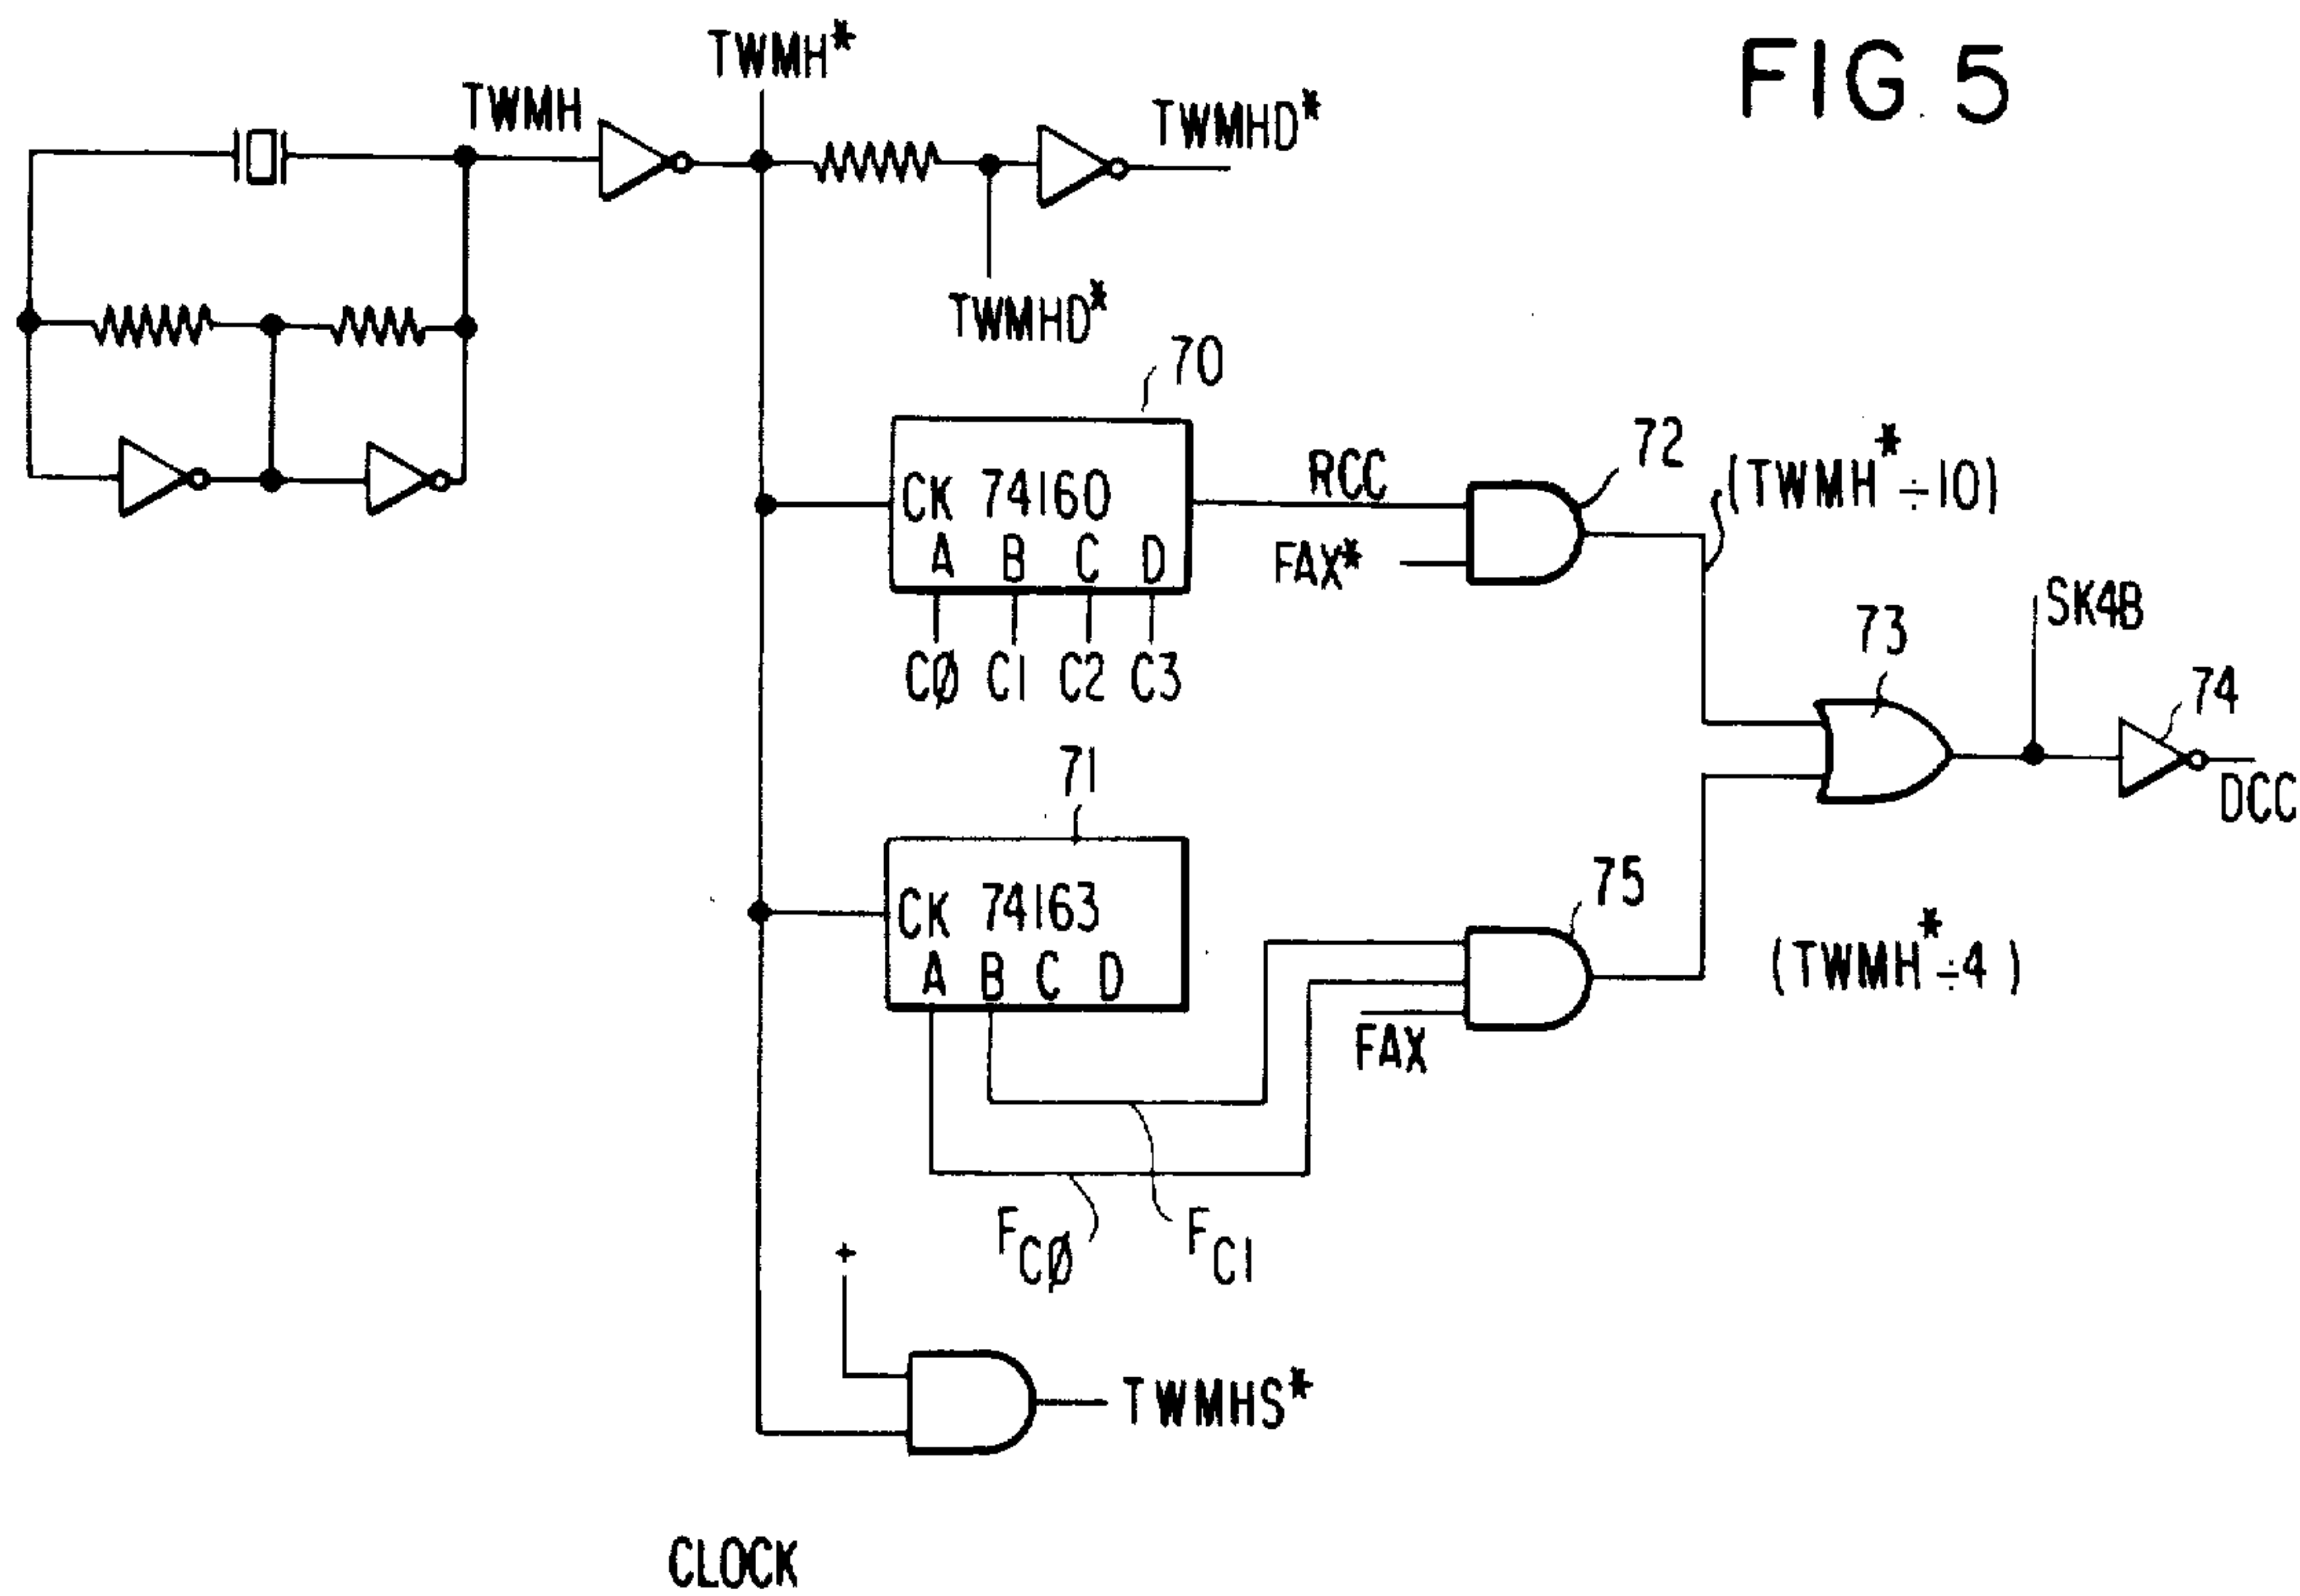 FIG. 5
TWMH*
TWMH
TWMHD*
TWMHD*
70
CK 74160
A B C D
RCC
72
(TWMH* ÷10)
FAX*
CØ C1 C2 C3
SK4B
73
74
DCC
71
CK 74163
A B C D
75
(TWMH* ÷4)
FAX
FCØ FC1
+
TWMHS*
CLOCK